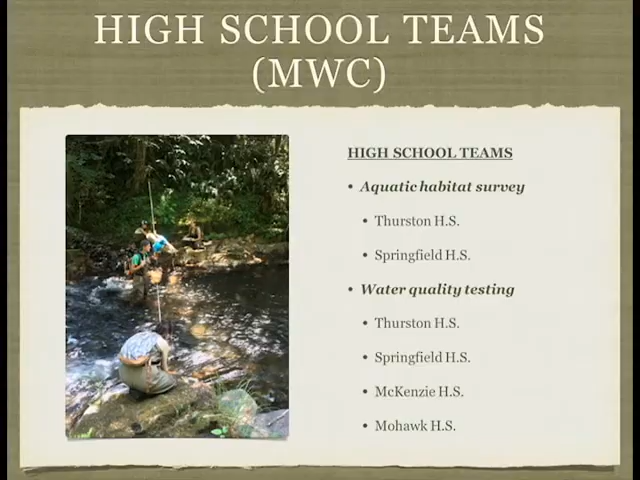 HIGH SCHOOL TEAMS
(MWC)
HIGH SCHOOL TEAMS
• Aquatic habitat survey
• Thurston H.S.
• Springfield H.S.
• Water quality testing
• Thurston H.S.
• Springfield H.S.
• McKenzie H.S.
• Mohawk H.S.